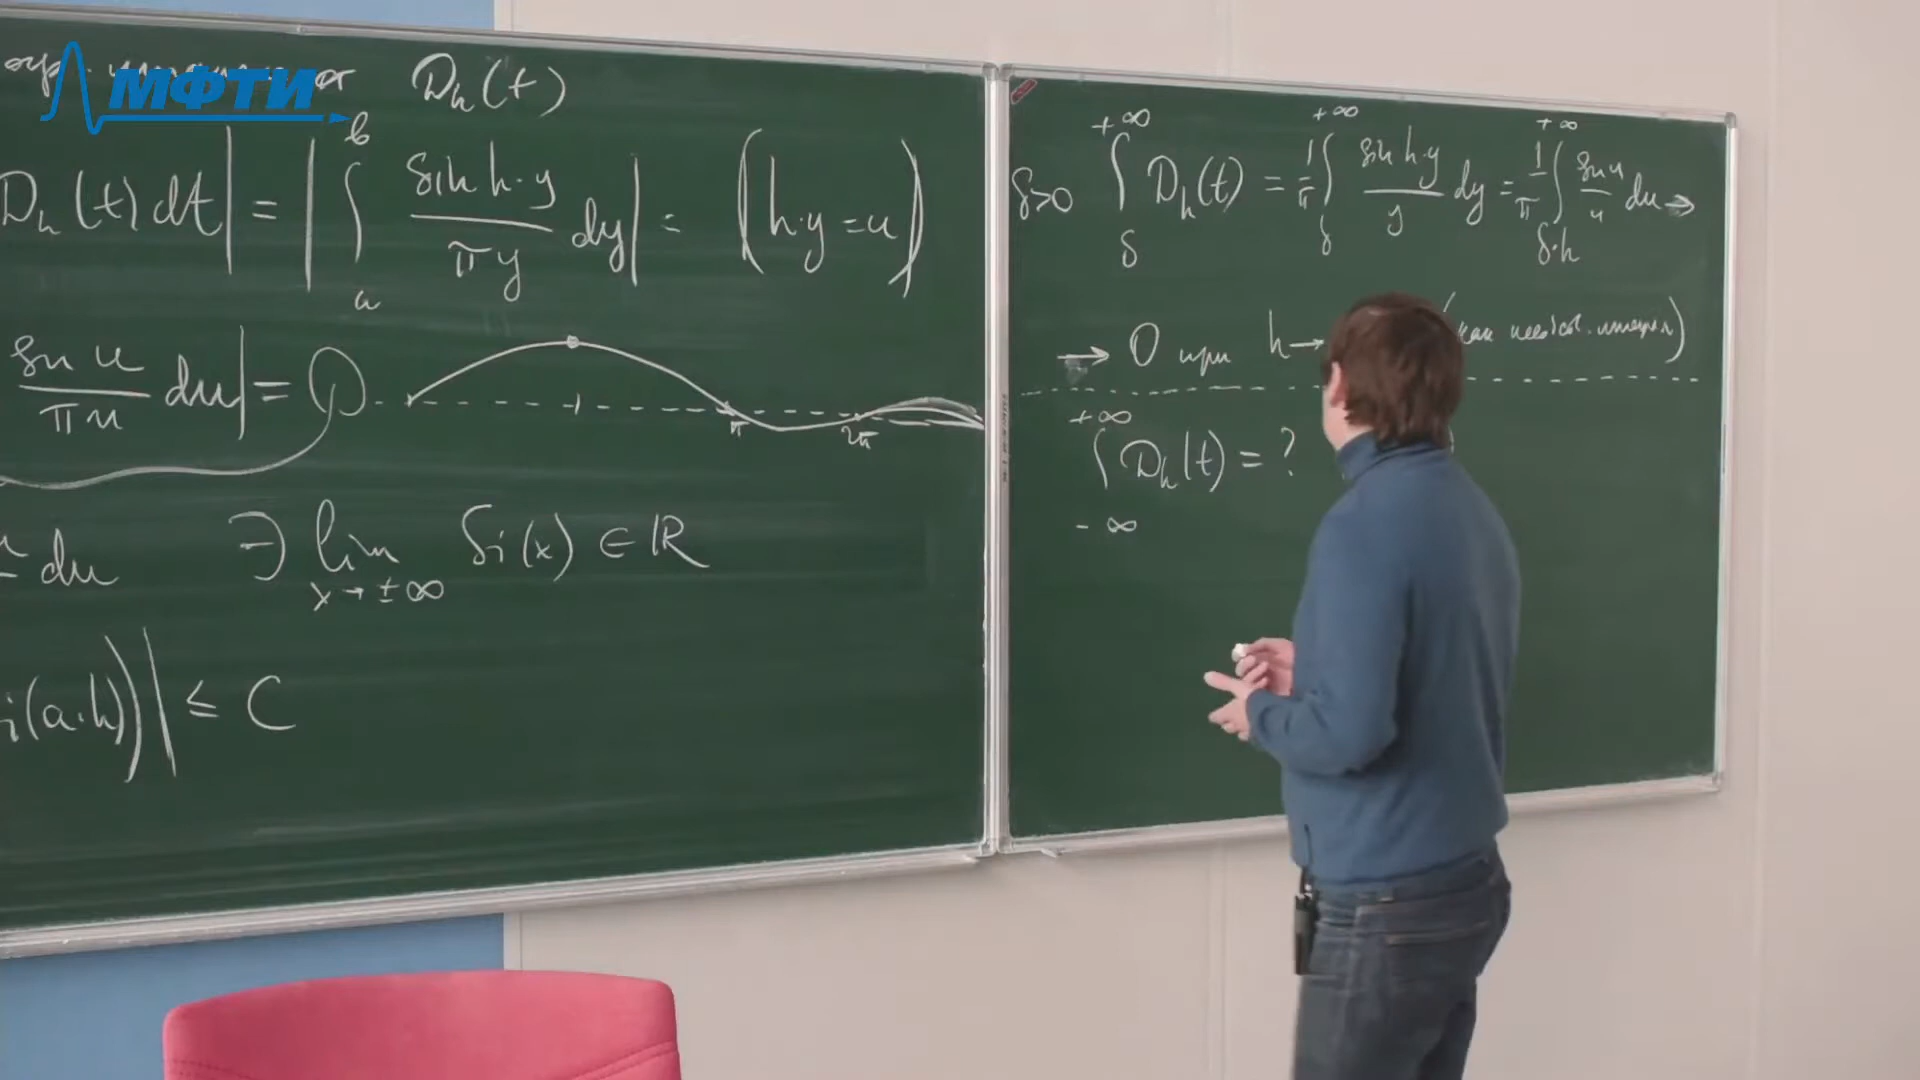 МФТИ
D_h(t)
D_h(t) dt| = |∫_a^b (sin h·y)/(πy) dy| = (h·y = u)
(sin u)/(πu) du| =
π 2π
du ∃ lim_{x→±∞} Si(x) ∈ ℝ
i(a·h))| ≤ C
δ>0 ∫_δ^{+∞} D_h(t) = 1/π ∫_δ^{+∞} (sin h·y)/y dy = 1/π ∫_{δ·h}^{+∞} (sin u)/u du →
→ 0 при h→ (как
∫_{-∞}^{+∞} D_h(t) = ?